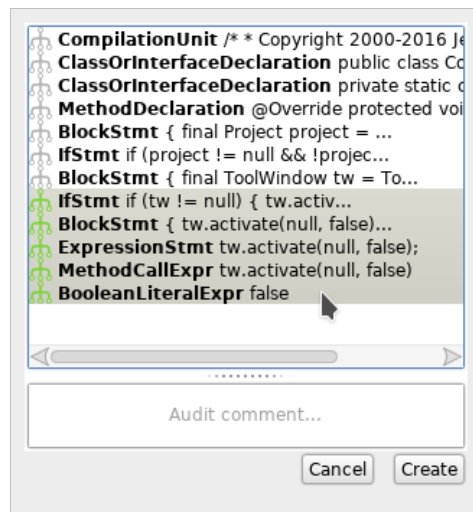 CompilationUnit /* * Copyright 2000-2016 Je
ClassOrInterfaceDeclaration public class Co
ClassOrInterfaceDeclaration private static c
MethodDeclaration @Override protected voi
BlockStmt { final Project project = ...
IfStmt if (project != null && !projec...
BlockStmt { final ToolWindow tw = To...
IfStmt if (tw != null) { tw.activ...
BlockStmt { tw.activate(null, false)...
ExpressionStmt tw.activate(null, false);
MethodCallExpr tw.activate(null, false)
BooleanLiteralExpr false
Audit comment...
Cancel Create